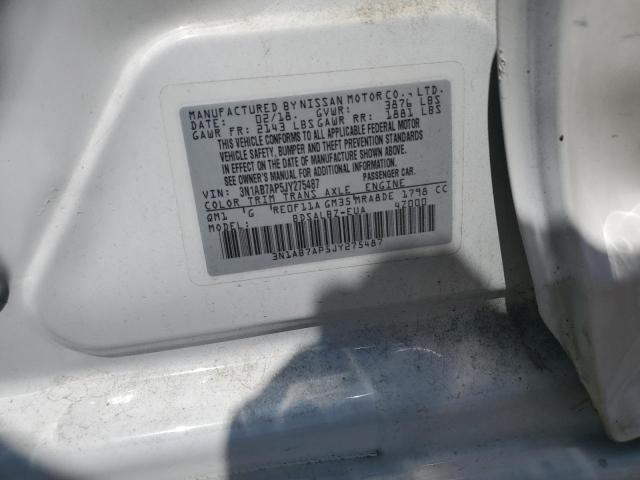 MANUFACTURED BY NISSAN MOTOR CO., LTD.
DATE: 02/18. GVWR: 3876 LBS
GAWR FR: 2143 LBS GAWR RR: 1881 LBS
THIS VEHICLE CONFORMS TO ALL APPLICABLE FEDERAL MOTOR
VEHICLE SAFETY, BUMPER AND THEFT PREVENTION STANDARDS
IN EFFECT ON THE DATE OF MANUFACTURE SHOWN ABOVE.
SEE OWNER'S MANUAL FOR ADDITIONAL INFORMATION.
VIN: 3N1AB7AP5JY275487 PASSENGER CAR.
COLOR TRIM TRANS AXLE ENGINE
QM1 G RE0F11A GM35 MRA8DE 1798 CC
MODEL: BDSALBZ-EUA 47000
3N1AB7AP5JY275487